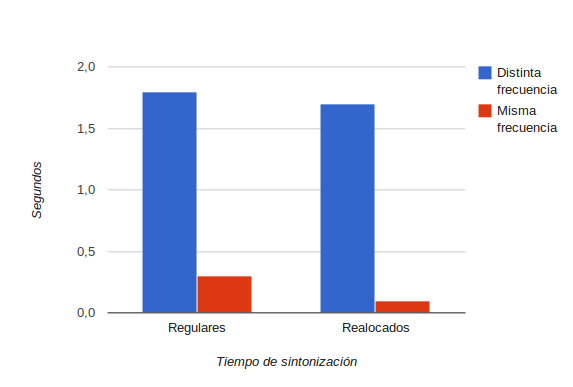 2,0
1,5
1,0
0,5
0,0
Segundos
Regulares
Realocados
Tiempo de sintonización
Distinta
frecuencia
Misma
frecuencia